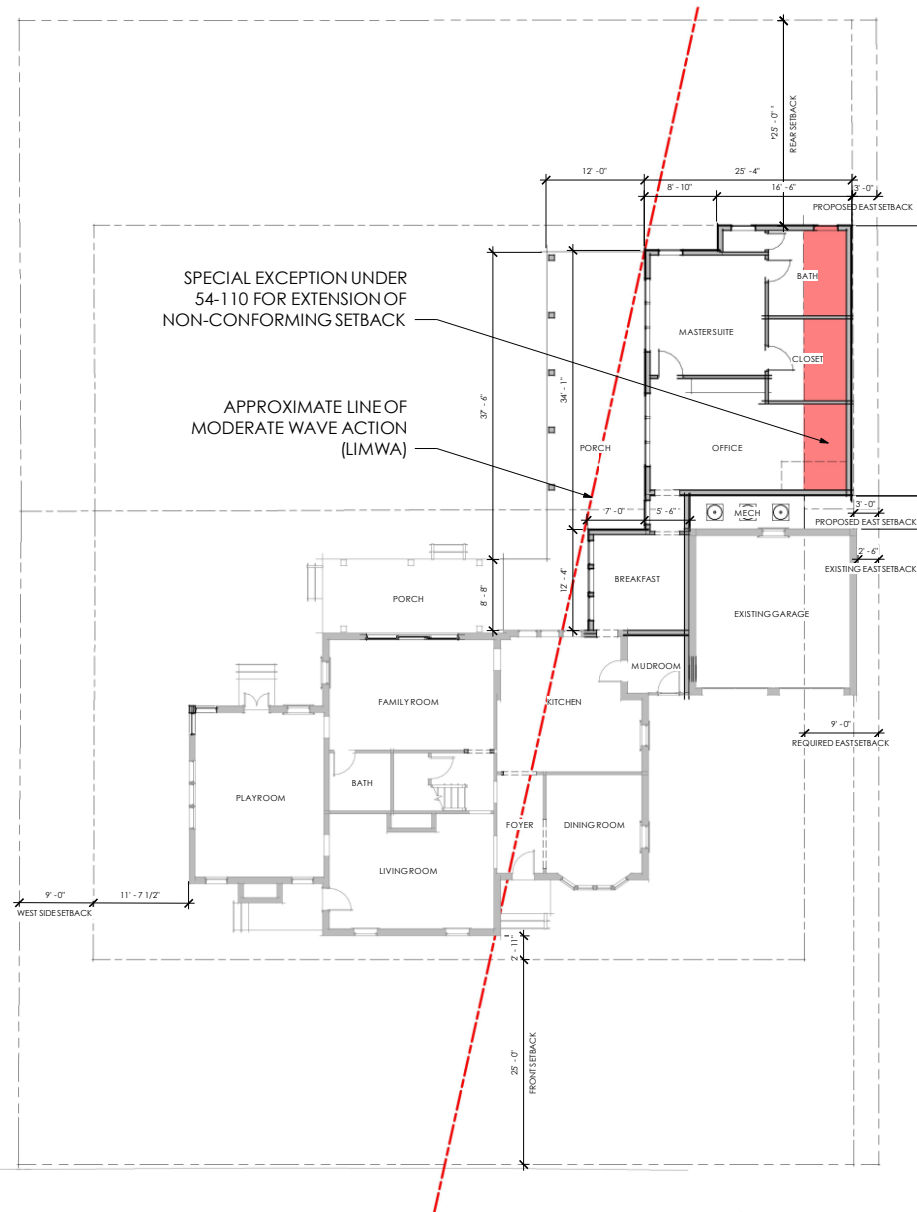 25' - 0"
REAR SETBACK
12' -0"
25' -4"
8' - 10"
16' -6"
3' -0"
PROPOSED EAST SETBACK
SPECIAL EXCEPTION UNDER
54-110 FOR EXTENSION OF
NON-CONFORMING SETBACK
BATH
MASTER SUITE
CLOSET
37' - 6"
34' - 1"
APPROXIMATE LINE OF
MODERATE WAVE ACTION
(LIMWA)
PORCH
OFFICE
7' - 0"
5' - 6"
MECH
3' - 0"
PROPOSED EAST SETBACK
2' - 6"
EXISTING EAST SETBACK
8' - 8"
12' - 4"
PORCH
BREAKFAST
EXISTING GARAGE
MUDROOM
FAMILY ROOM
KITCHEN
9' -0"
REQUIRED EAST SETBACK
BATH
PLAYROOM
FOYER
DINING ROOM
LIVING ROOM
9' -0"
11' - 7 1/2"
WEST SIDE SETBACK
2' - 11"
25' - 0"
FRONT SETBACK